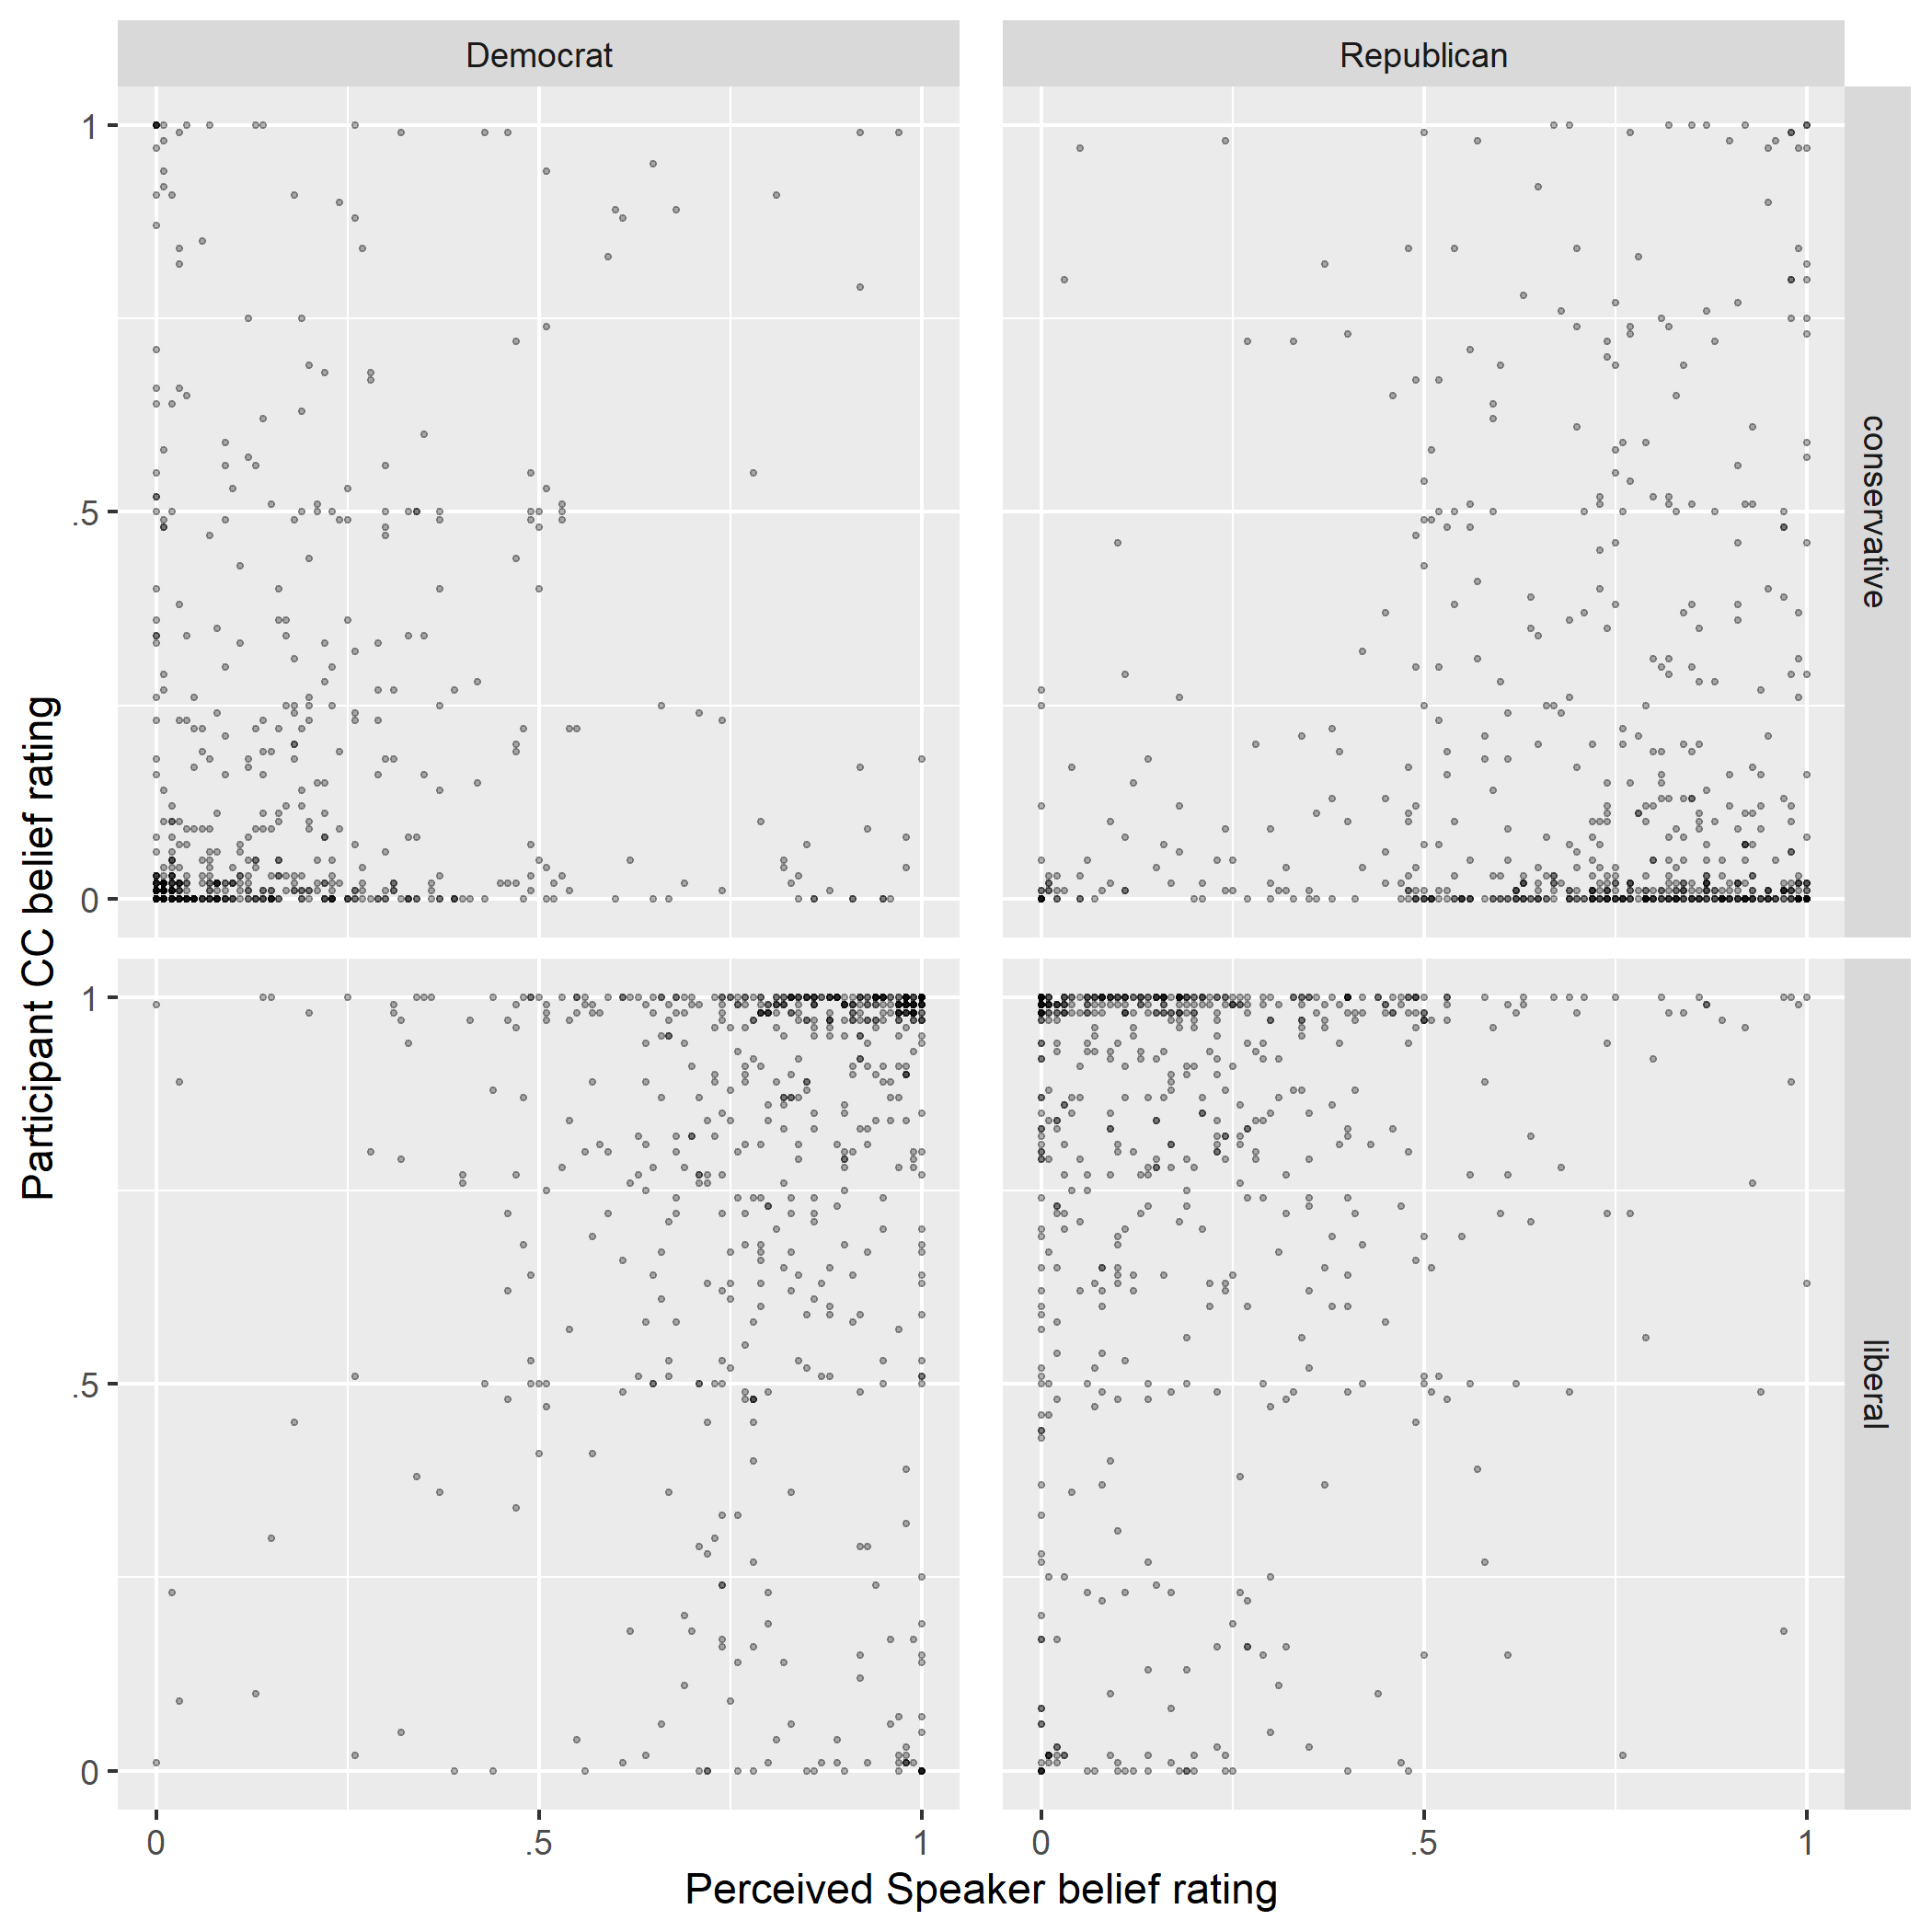 Democrat
Republican
1
.5
0
conservative
1
.5
0
liberal
0
.5
1
0
.5
1
Perceived Speaker belief rating
Participant CC belief rating